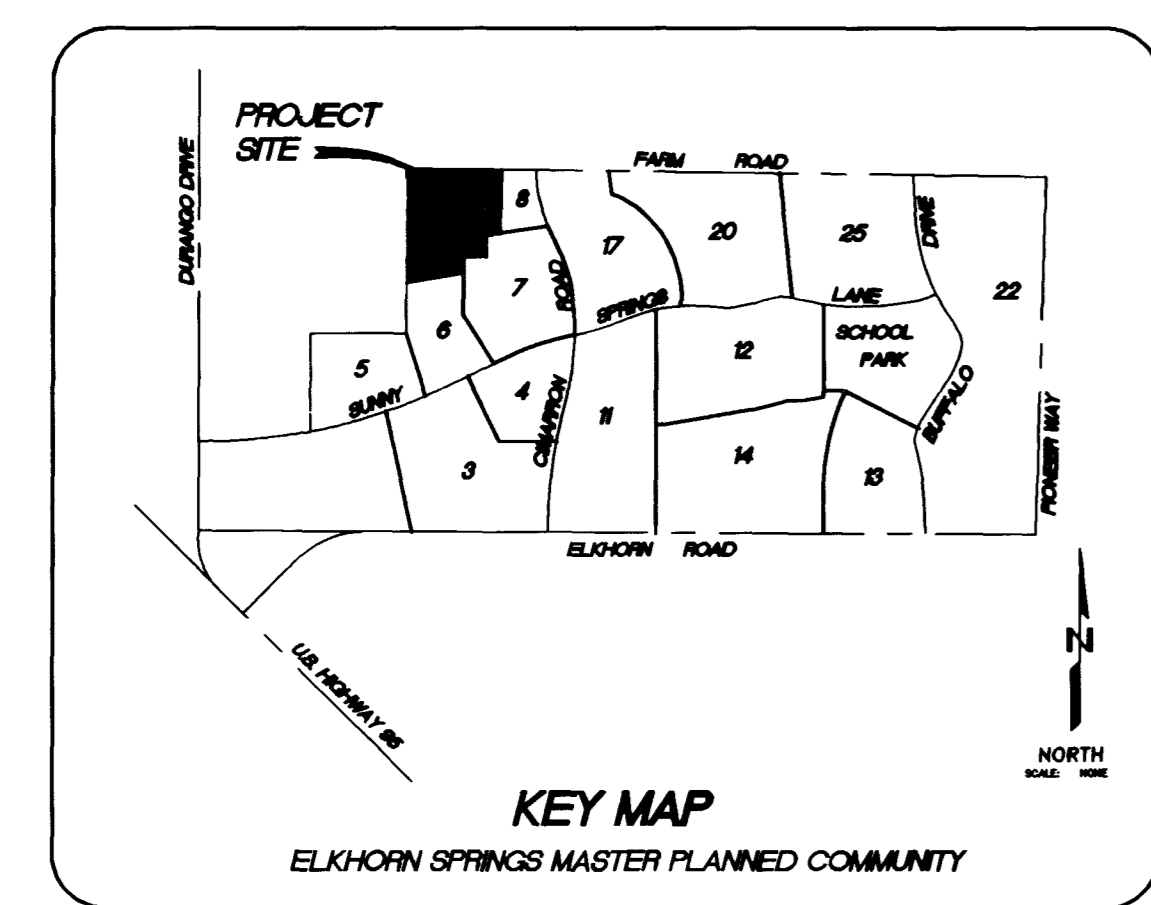 PROJECT
SITE
DURANGO DRIVE
FARM ROAD
8
17
20
25
DRIVE
22
7
ROAD
SPRINGS
LANE
6
12
SCHOOL
PARK
5
SUNNY
4
CIMARRON
11
BUFFALO
3
14
13
PIONEER WAY
ELKHORN ROAD
U.S. HIGHWAY 95
N
NORTH
SCALE: NONE
KEY MAP
ELKHORN SPRINGS MASTER PLANNED COMMUNITY